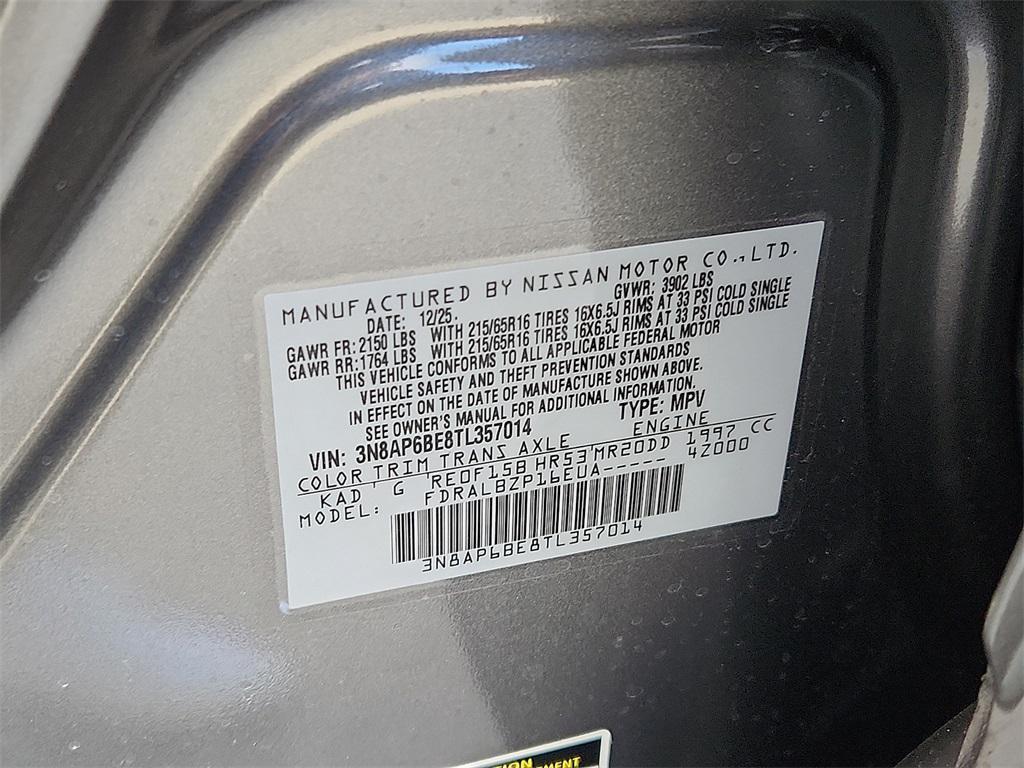 MANUFACTURED BY NISSAN MOTOR CO.,LTD.
DATE: 12/25. GVWR: 3902 LBS
GAWR FR: 2150 LBS WITH 215/65R16 TIRES 16X6.5J RIMS AT 33 PSI COLD SINGLE
GAWR RR: 1764 LBS WITH 215/65R16 TIRES 16X6.5J RIMS AT 33 PSI COLD SINGLE
THIS VEHICLE CONFORMS TO ALL APPLICABLE FEDERAL MOTOR
VEHICLE SAFETY AND THEFT PREVENTION STANDARDS
IN EFFECT ON THE DATE OF MANUFACTURE SHOWN ABOVE.
SEE OWNER'S MANUAL FOR ADDITIONAL INFORMATION.
VIN: 3N8AP6BE8TL357014 TYPE: MPV
COLOR TRIM TRANS AXLE ENGINE
KAD ' G 'RE0F15B HR53'MR20DD 1997 CC
MODEL: FDRALBZP16EUA----- 42000
3N8AP6BE8TL357014